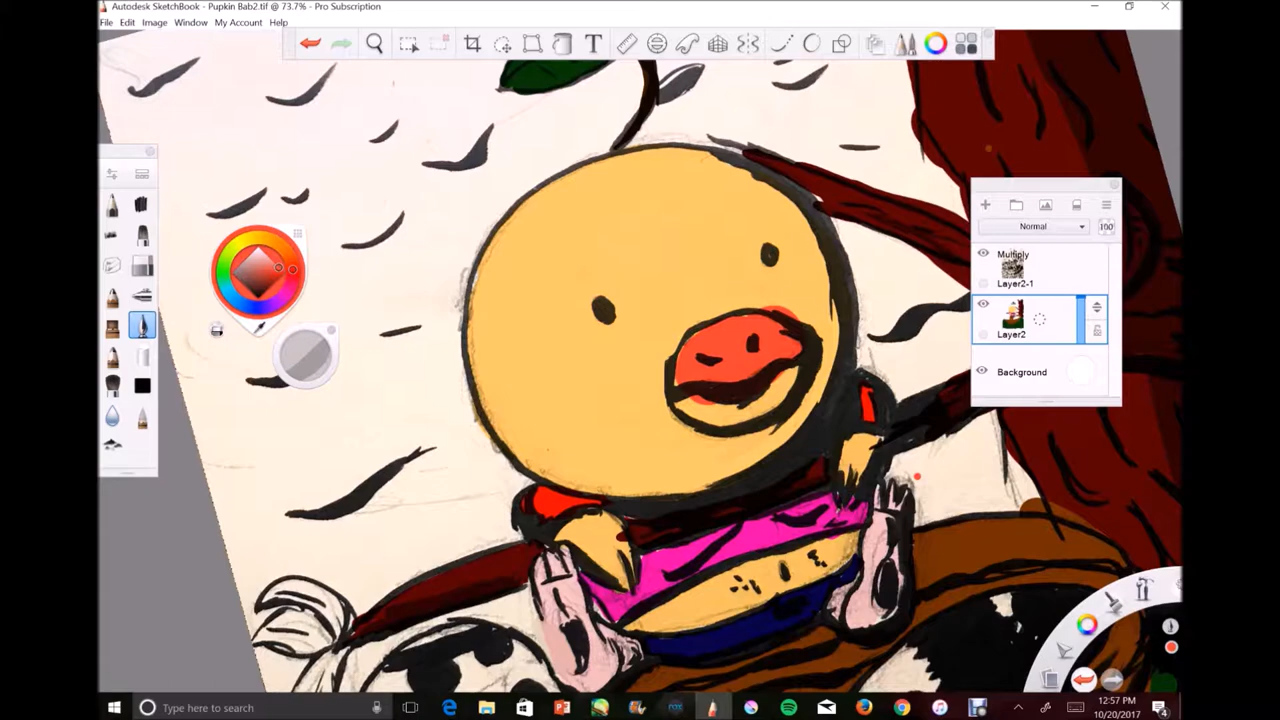 Autodesk SketchBook - Pupkin Bab2.tif @ 73.7% - Pro Subscription
File Edit Image Window My Account Help
T
Normal 100
Multiply
Layer2-1
Layer2
Background
Type here to search
12:57 PM
10/20/2017
4